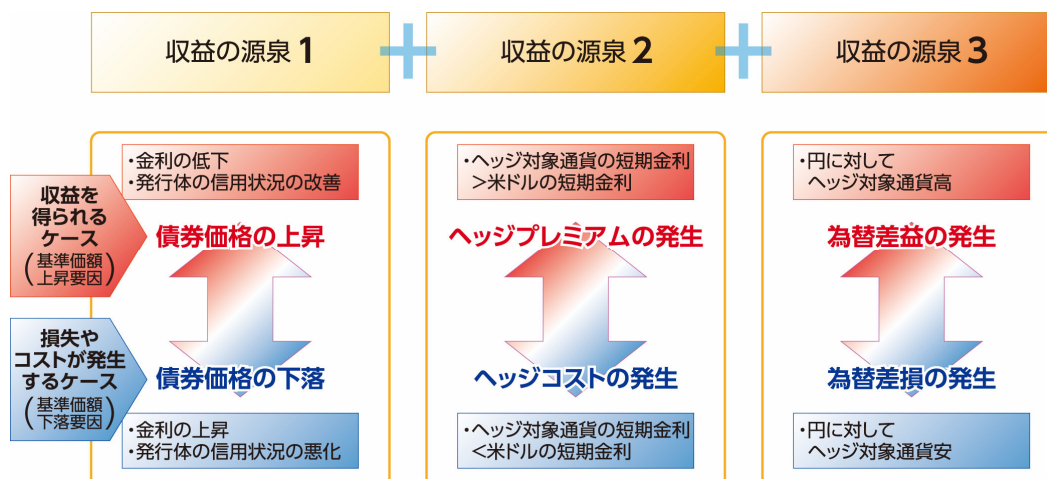 収益の源泉1
+
収益の源泉2
+
収益の源泉3
収益を
得られる
ケース
(基準価額
上昇要因)
・金利の低下
・発行体の信用状況の改善
債券価格の上昇
・ヘッジ対象通貨の短期金利
>米ドルの短期金利
ヘッジプレミアムの発生
・円に対して
ヘッジ対象通貨高
為替差益の発生
損失や
コストが発生
するケース
(基準価額
下落要因)
債券価格の下落
・金利の上昇
・発行体の信用状況の悪化
ヘッジコストの発生
・ヘッジ対象通貨の短期金利
<米ドルの短期金利
為替差損の発生
・円に対して
ヘッジ対象通貨安